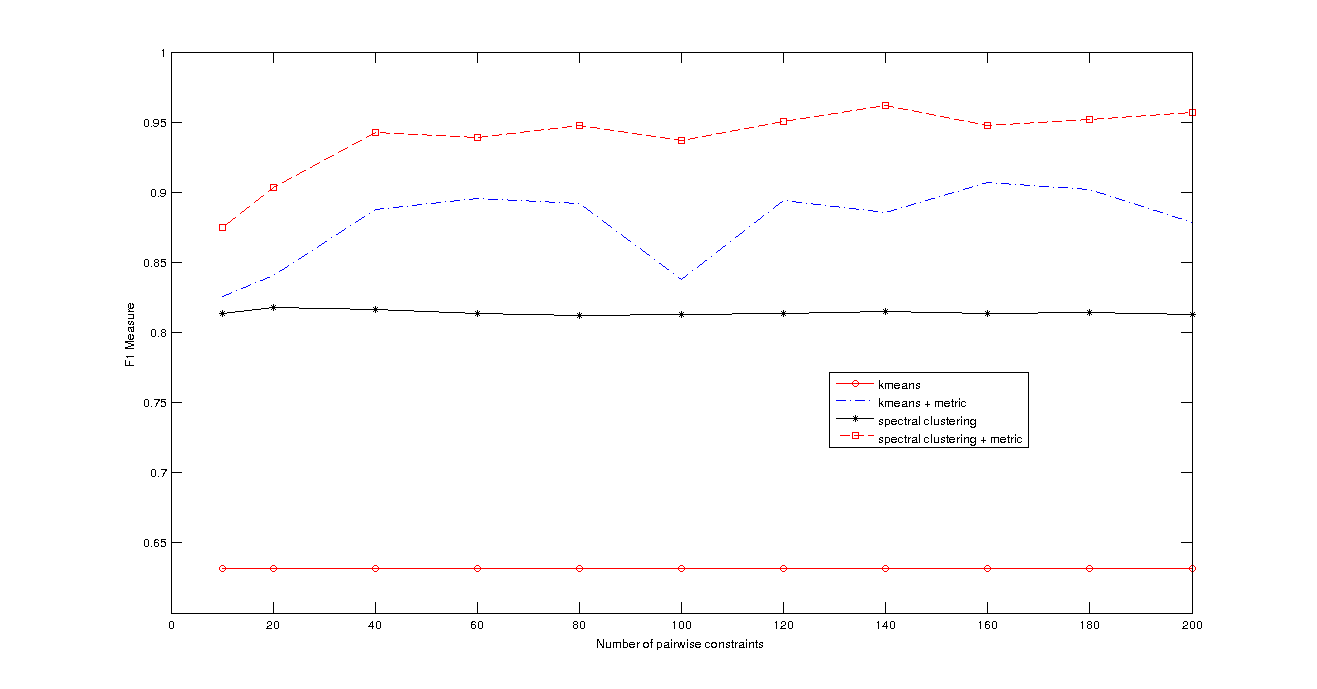 1
0.95
0.9
0.85
0.8
0.75
0.7
0.65
F1 Measure
kmeans
kmeans + metric
spectral clustering
spectral clustering + metric
0 20 40 60 80 100 120 140 160 180 200
Number of pairwise constraints